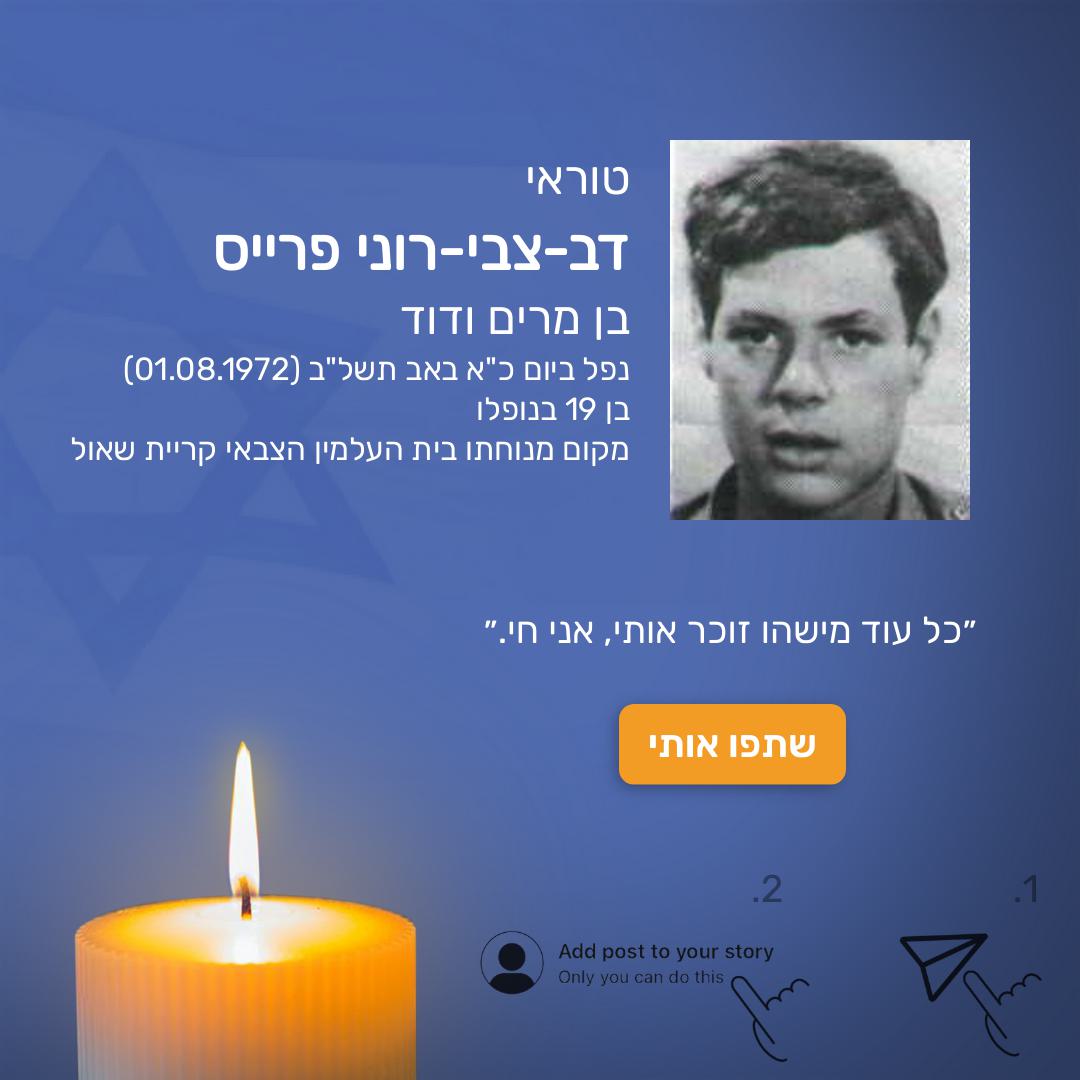 טוראי
דב-צבי-רוני פרייס
בן מרים ודוד
נפל ביום כ"א באב תשל"ב (01.08.1972)
בן 19 בנופלו
מקום מנוחתו בית העלמין הצבאי קריית שאול
״כל עוד מישהו זוכר אותי, אני חי.״
שתפו אותי
.1
.2
Add post to your story
Only you can do this